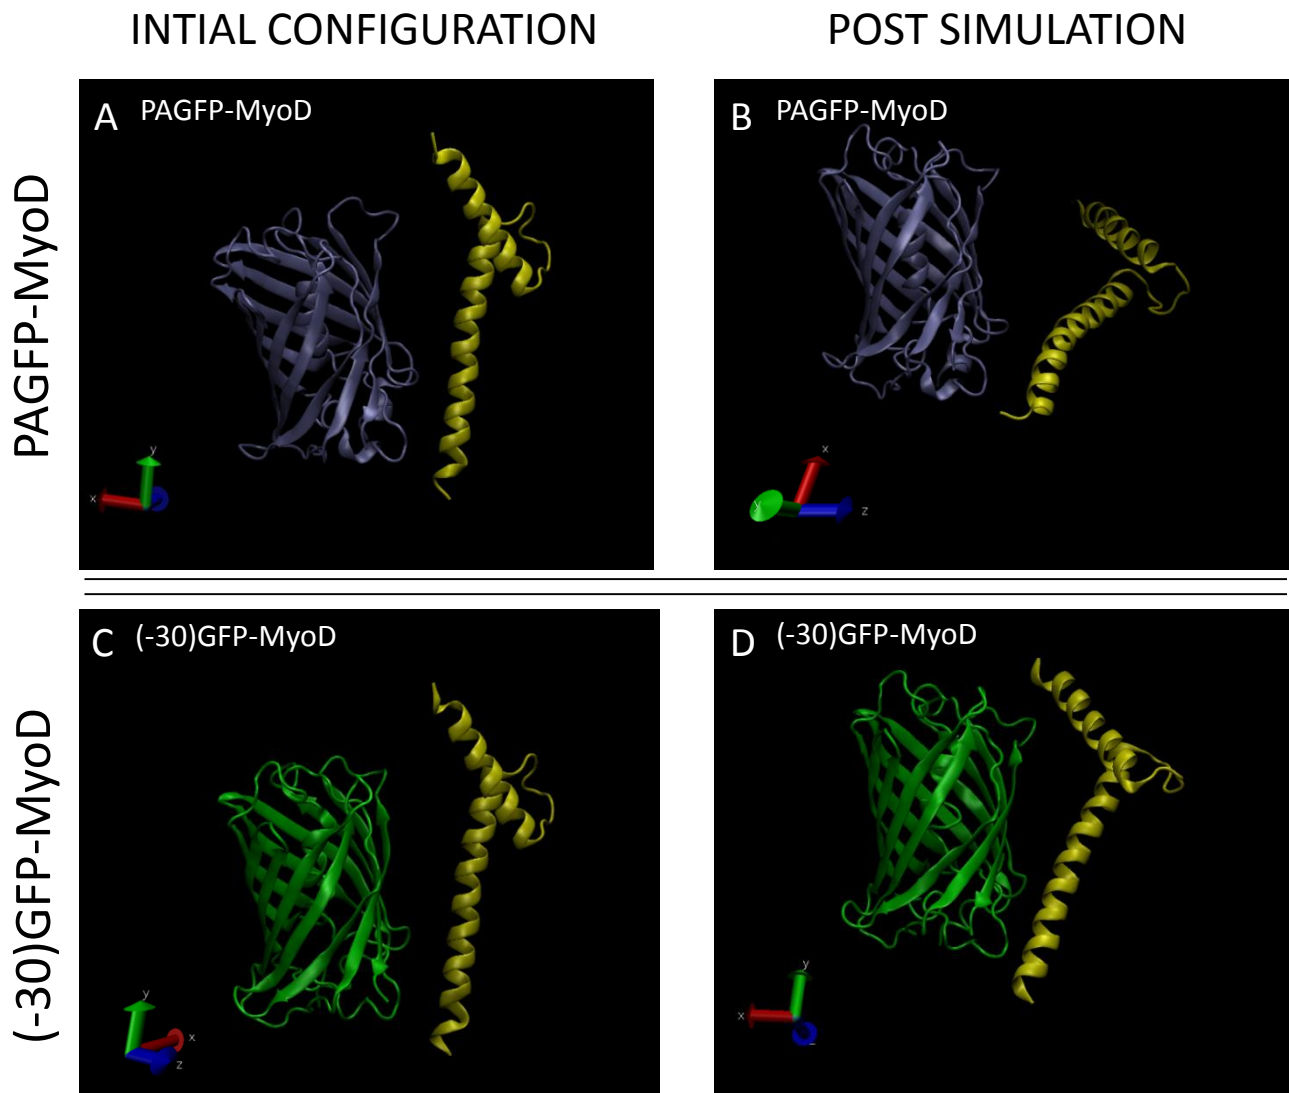 INTIAL CONFIGURATION
POST SIMULATION
PAGFP-MyoD
A PAGFP-MyoD
B PAGFP-MyoD
y
x
x
y
z
(-30)GFP-MyoD
C (-30)GFP-MyoD
D (-30)GFP-MyoD
y
x
z
y
x